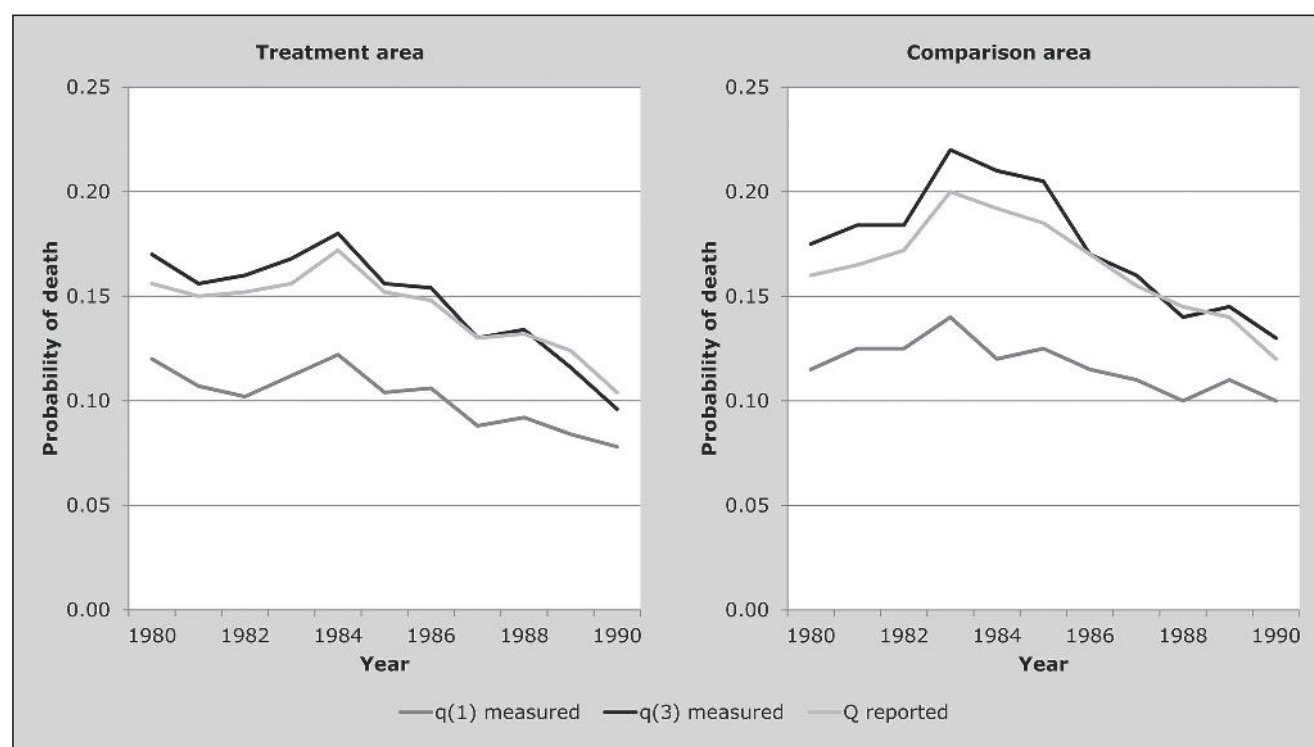 Treatment area
0.25
0.20
0.15
0.10
0.05
0.00
Probability of death
1980 1982 1984 1986 1988 1990
Year
Comparison area
0.25
0.20
0.15
0.10
0.05
0.00
Probability of death
1980 1982 1984 1986 1988 1990
Year
q(1) measured q(3) measured Q reported